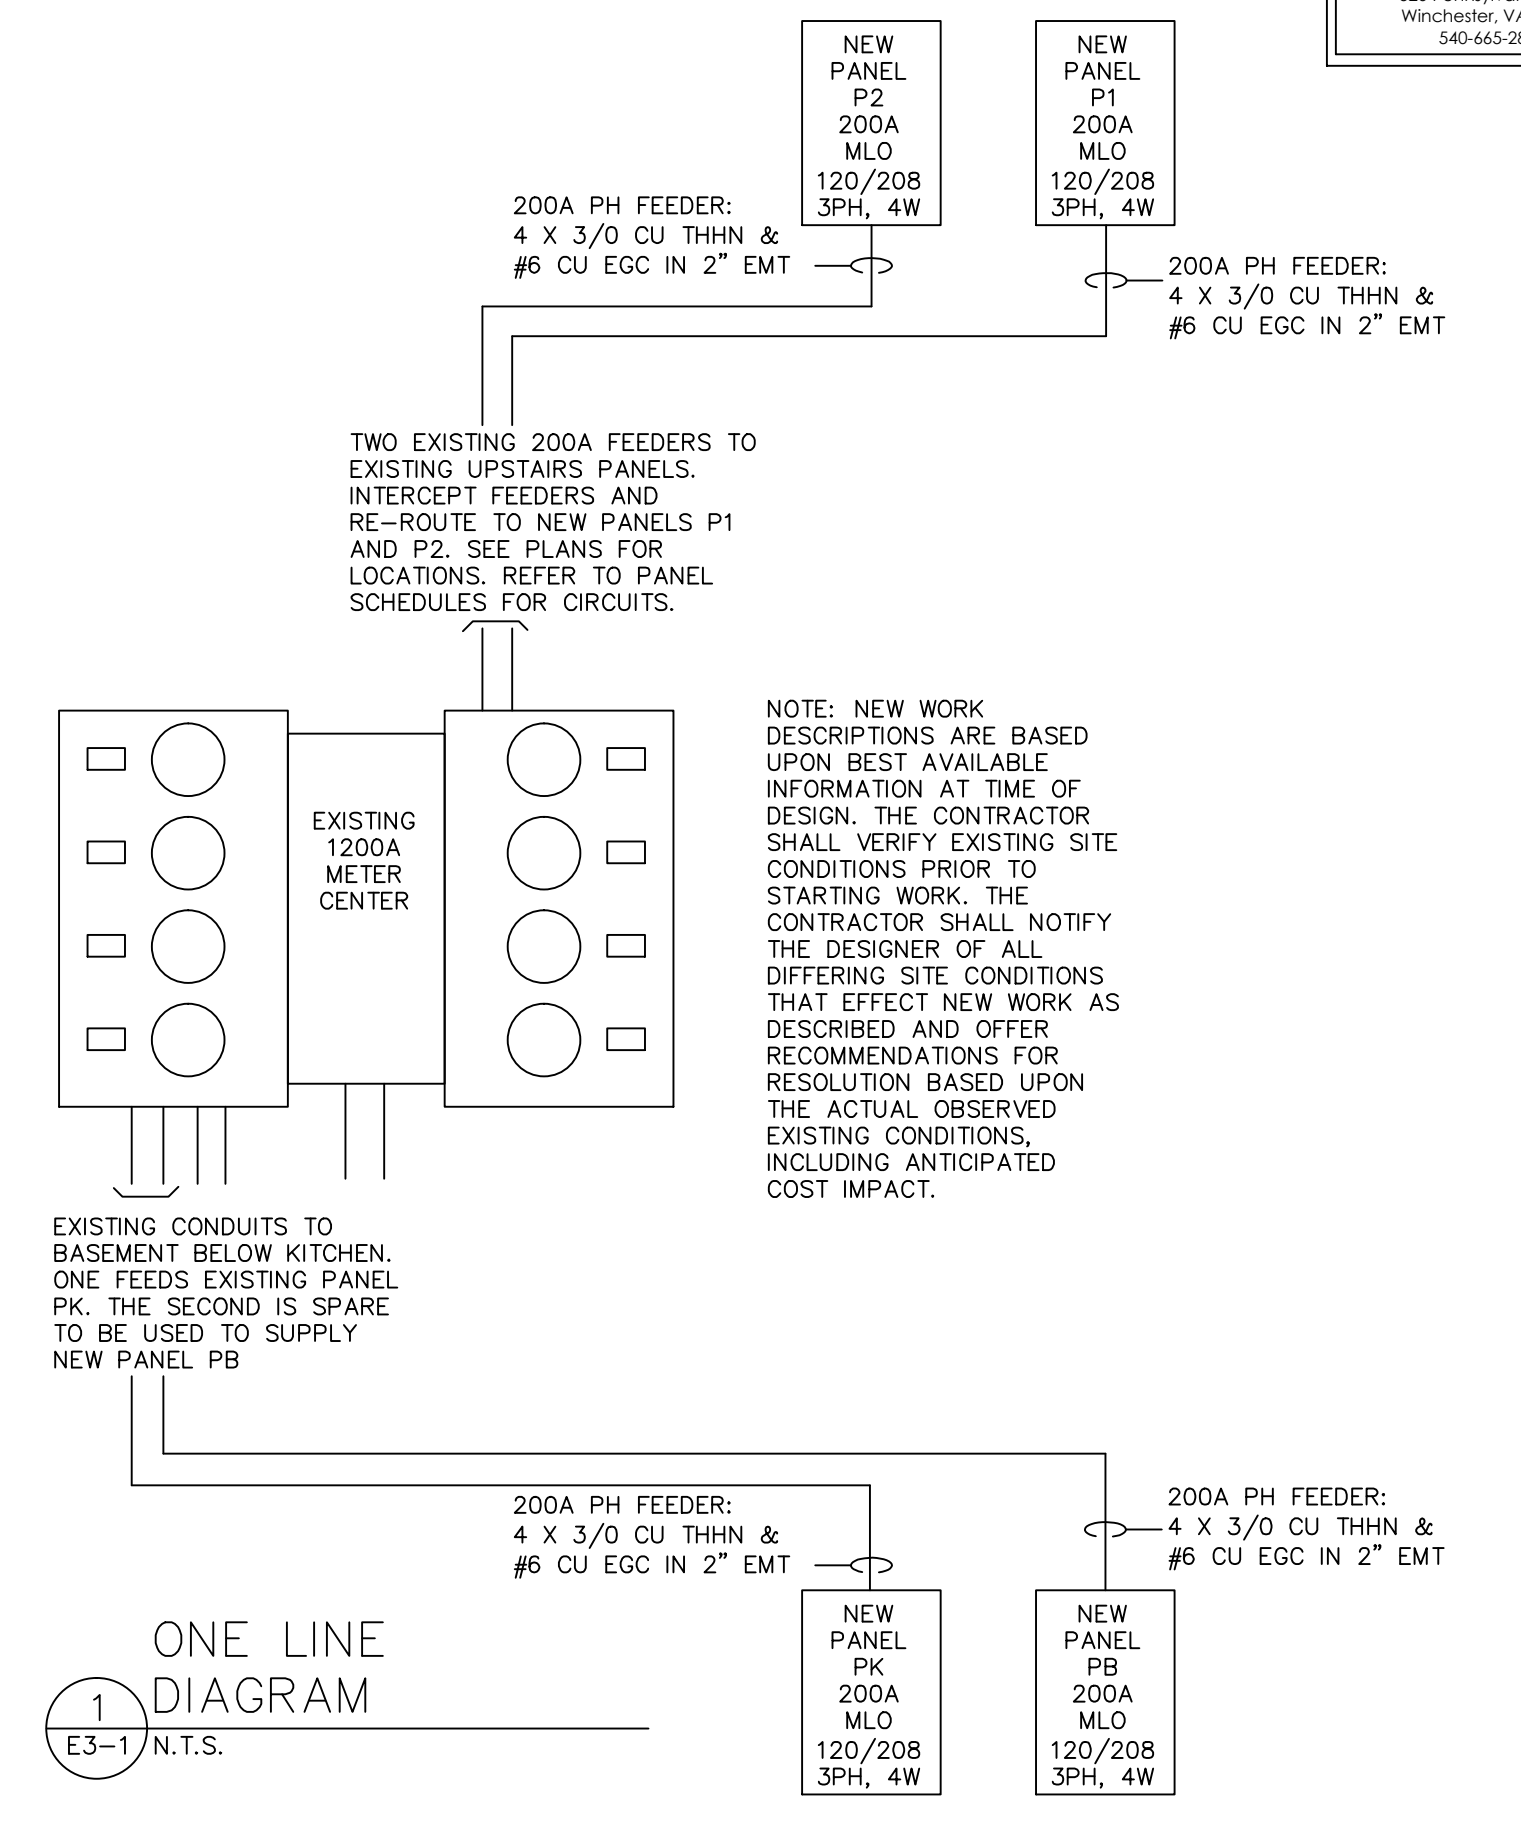 Winchester, VA
540-665-28
NEW
PANEL
P2
200A
MLO
120/208
3PH, 4W
NEW
PANEL
P1
200A
MLO
120/208
3PH, 4W
200A PH FEEDER:
4 X 3/0 CU THHN &
#6 CU EGC IN 2" EMT
200A PH FEEDER:
4 X 3/0 CU THHN &
#6 CU EGC IN 2" EMT
TWO EXISTING 200A FEEDERS TO
EXISTING UPSTAIRS PANELS.
INTERCEPT FEEDERS AND
RE-ROUTE TO NEW PANELS P1
AND P2. SEE PLANS FOR
LOCATIONS. REFER TO PANEL
SCHEDULES FOR CIRCUITS.
EXISTING
1200A
METER
CENTER
NOTE: NEW WORK
DESCRIPTIONS ARE BASED
UPON BEST AVAILABLE
INFORMATION AT TIME OF
DESIGN. THE CONTRACTOR
SHALL VERIFY EXISTING SITE
CONDITIONS PRIOR TO
STARTING WORK. THE
CONTRACTOR SHALL NOTIFY
THE DESIGNER OF ALL
DIFFERING SITE CONDITIONS
THAT EFFECT NEW WORK AS
DESCRIBED AND OFFER
RECOMMENDATIONS FOR
RESOLUTION BASED UPON
THE ACTUAL OBSERVED
EXISTING CONDITIONS,
INCLUDING ANTICIPATED
COST IMPACT.
EXISTING CONDUITS TO
BASEMENT BELOW KITCHEN.
ONE FEEDS EXISTING PANEL
PK. THE SECOND IS SPARE
TO BE USED TO SUPPLY
NEW PANEL PB
200A PH FEEDER:
4 X 3/0 CU THHN &
#6 CU EGC IN 2" EMT
200A PH FEEDER:
4 X 3/0 CU THHN &
#6 CU EGC IN 2" EMT
NEW
PANEL
PK
200A
MLO
120/208
3PH, 4W
NEW
PANEL
PB
200A
MLO
120/208
3PH, 4W
ONE LINE
DIAGRAM
1
E3-1
N.T.S.